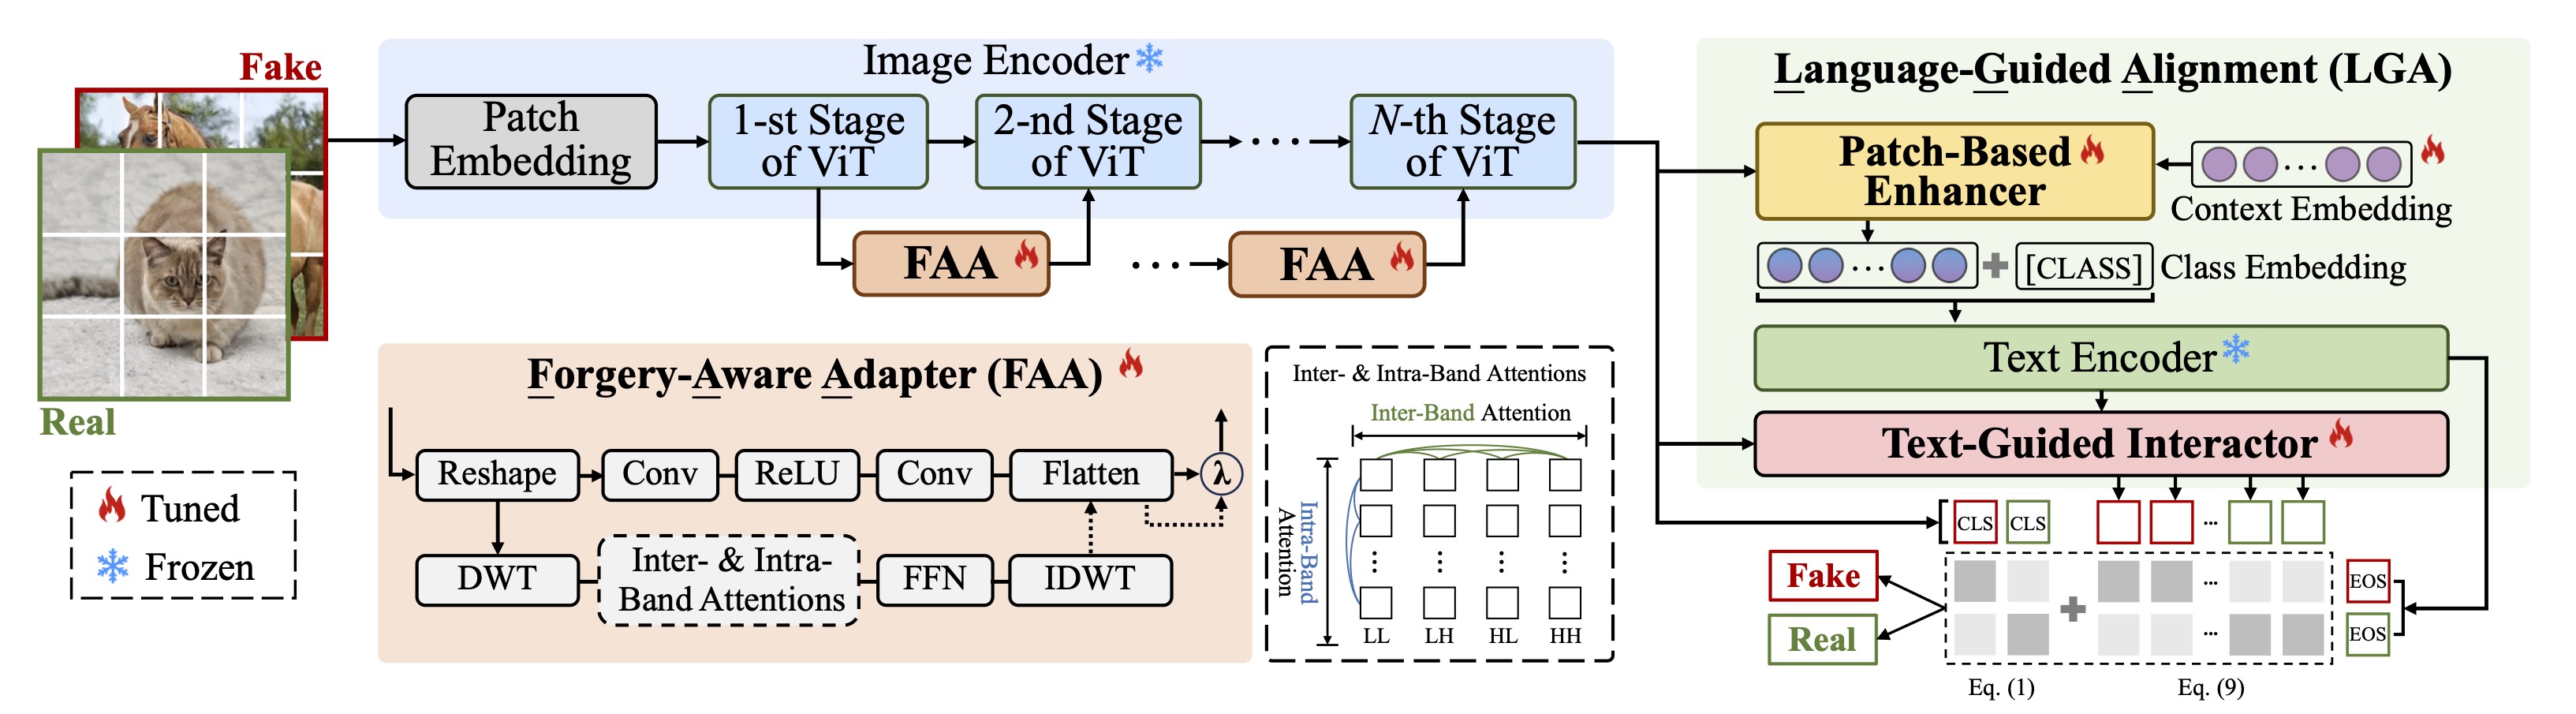 Fake
Real
Tuned
Frozen
Image Encoder
Patch
Embedding
1-st Stage
of ViT
2-nd Stage
of ViT
...
N-th Stage
of ViT
FAA
...
FAA
Forgery-Aware Adapter (FAA)
Reshape
Conv
ReLU
Conv
Flatten
λ
DWT
Inter- & Intra-
Band Attentions
FFN
IDWT
Inter- & Intra-Band Attentions
Inter-Band Attention
Intra-Band
Attention
LL
LH
HL
HH
Language-Guided Alignment (LGA)
Patch-Based
Enhancer
Context Embedding
[CLASS]
Class Embedding
Text Encoder
Text-Guided Interactor
CLS
CLS
...
Fake
Real
+
...
...
EOS
EOS
Eq. (1)
Eq. (9)